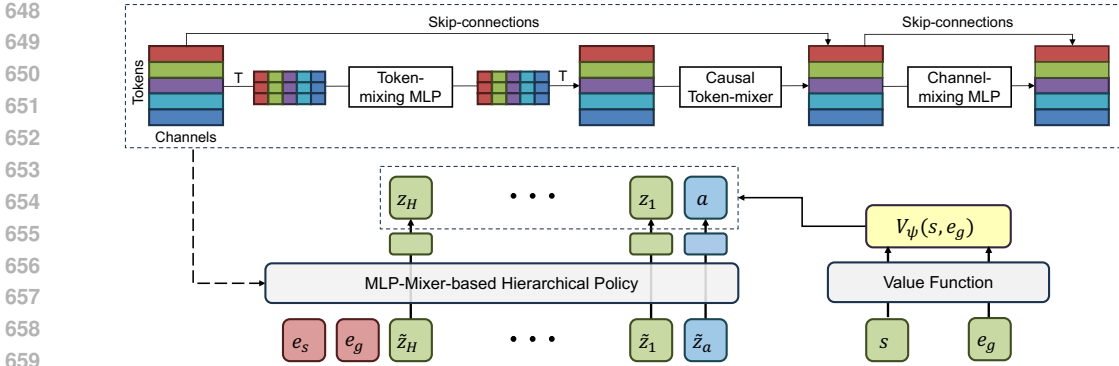 648
649
650
651
652
653
654
655
656
657
658
659
Skip-connections
Skip-connections
Tokens
T
Token-
mixing MLP
T
Causal
Token-mixer
Channel-
mixing MLP
Channels
z_H
• • •
z_1
a
V_ψ(s, e_g)
MLP-Mixer-based Hierarchical Policy
Value Function
e_s
e_g
z̃_H
• • •
z̃_1
z̃_a
s
e_g